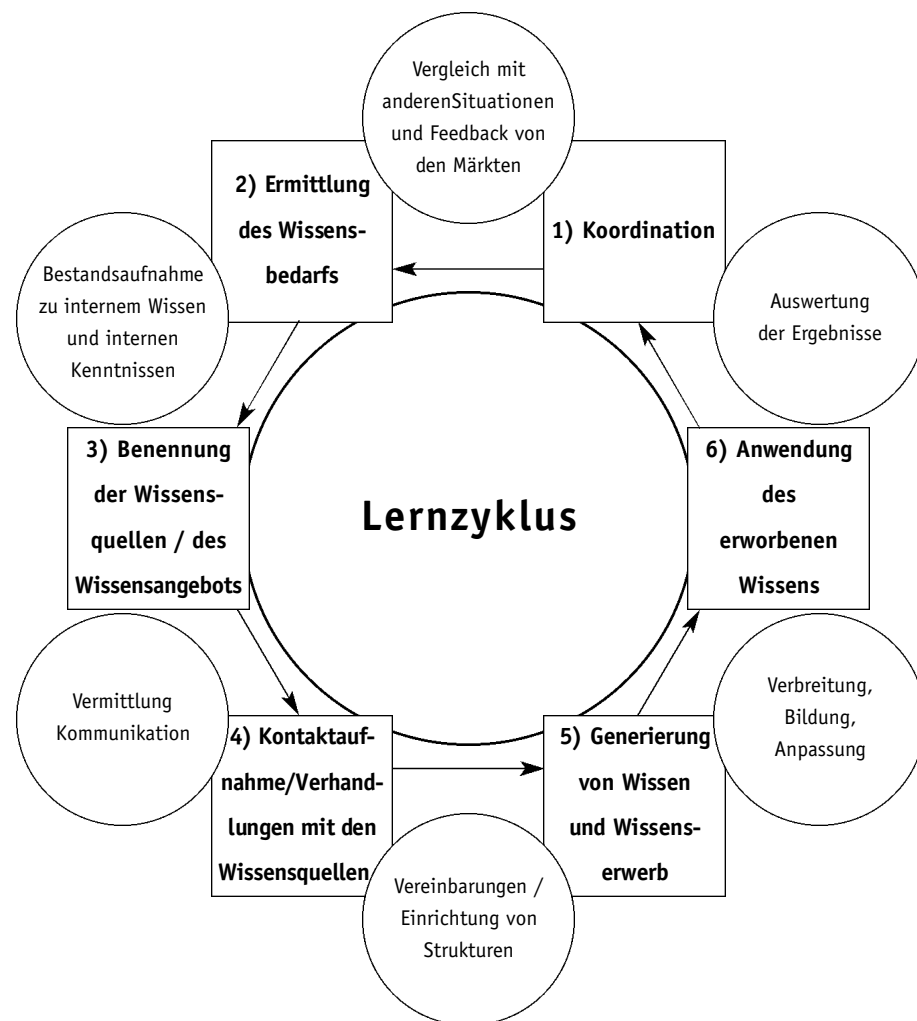 Vergleich mit
anderenSituationen
und Feedback von
den Märkten
1) Koordination
2) Ermittlung
des Wissens-
bedarfs
Bestandsaufnahme
zu internem Wissen
und internen
Kenntnissen
Auswertung
der Ergebnisse
3) Benennung
der Wissens-
quellen / des
Wissensangebots
Lernzyklus
6) Anwendung
des
erworbenen
Wissens
Vermittlung
Kommunikation
Verbreitung,
Bildung,
Anpassung
4) Kontaktauf-
nahme/Verhand-
lungen mit den
Wissensquellen
5) Generierung
von Wissen
und Wissens-
erwerb
Vereinbarungen /
Einrichtung von
Strukturen